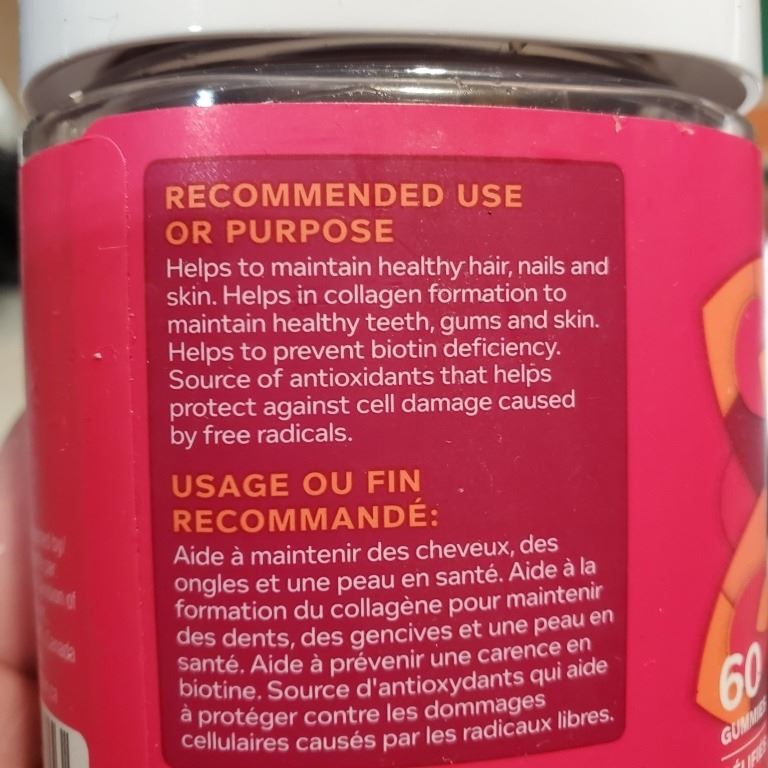 RECOMMENDED USE
OR PURPOSE
Helps to maintain healthy hair, nails and
skin. Helps in collagen formation to
maintain healthy teeth, gums and skin.
Helps to prevent biotin deficiency.
Source of antioxidants that helps
protect against cell damage caused
by free radicals.
USAGE OU FIN
RECOMMANDÉ:
Aide à maintenir des cheveux, des
ongles et une peau en santé. Aide à la
formation du collagène pour maintenir
des dents, des gencives et une peau en
santé. Aide à prévenir une carence en
biotine. Source d'antioxydants qui aide
à protéger contre les dommages
cellulaires causés par les radicaux libres.
60
GUMMIES